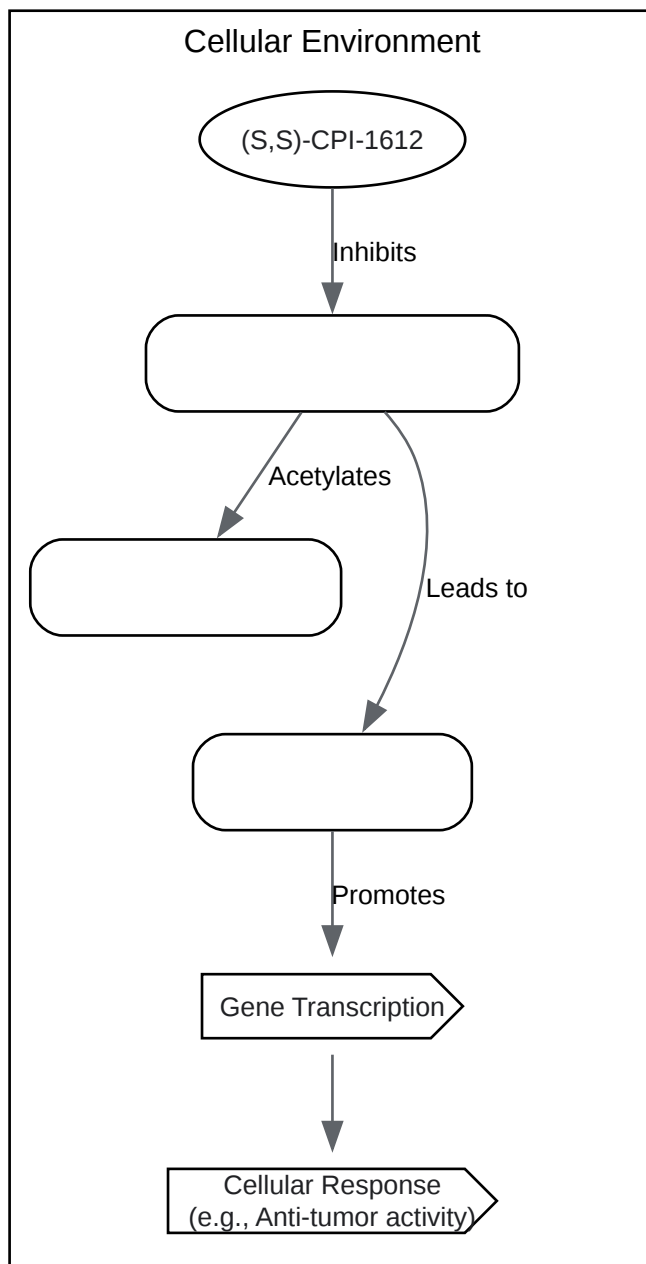 Cellular Environment
(S,S)-CPI-1612
Inhibits
Acetylates
Leads to
Promotes
Gene Transcription
Cellular Response
(e.g., Anti-tumor activity)